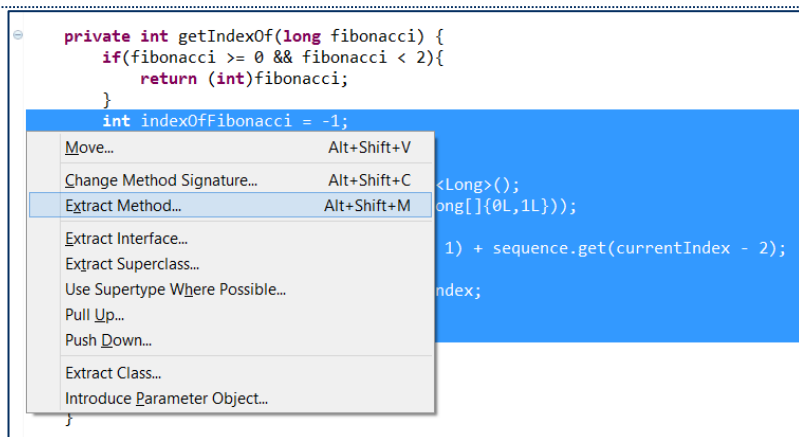 private int getIndexOf(long fibonacci) {
if(fibonacci >= 0 && fibonacci < 2){
return (int)fibonacci;
}
int indexOfFibonacci = -1;
Move... Alt+Shift+V
Change Method Signature... Alt+Shift+C <Long>();
Extract Method... Alt+Shift+M ong[]{0L,1L}));
Extract Interface... 1) + sequence.get(currentIndex - 2);
Extract Superclass...
Use Supertype Where Possible... ndex;
Pull Up...
Push Down...
Extract Class...
Introduce Parameter Object...
}